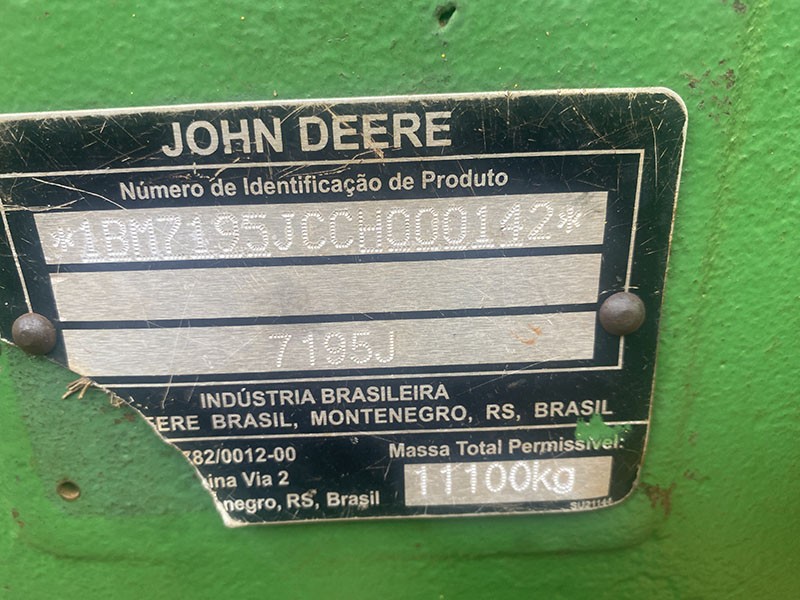 JOHN DEERE
Número de Identificação de Produto
*1BM7195JCCH000142*
7195J
INDÚSTRIA BRASILEIRA
ERE BRASIL, MONTENEGRO, RS, BRASIL
782/0012-00
Massa Total Permissível:
ina Via 2
11100kg
negro, RS, Brasil